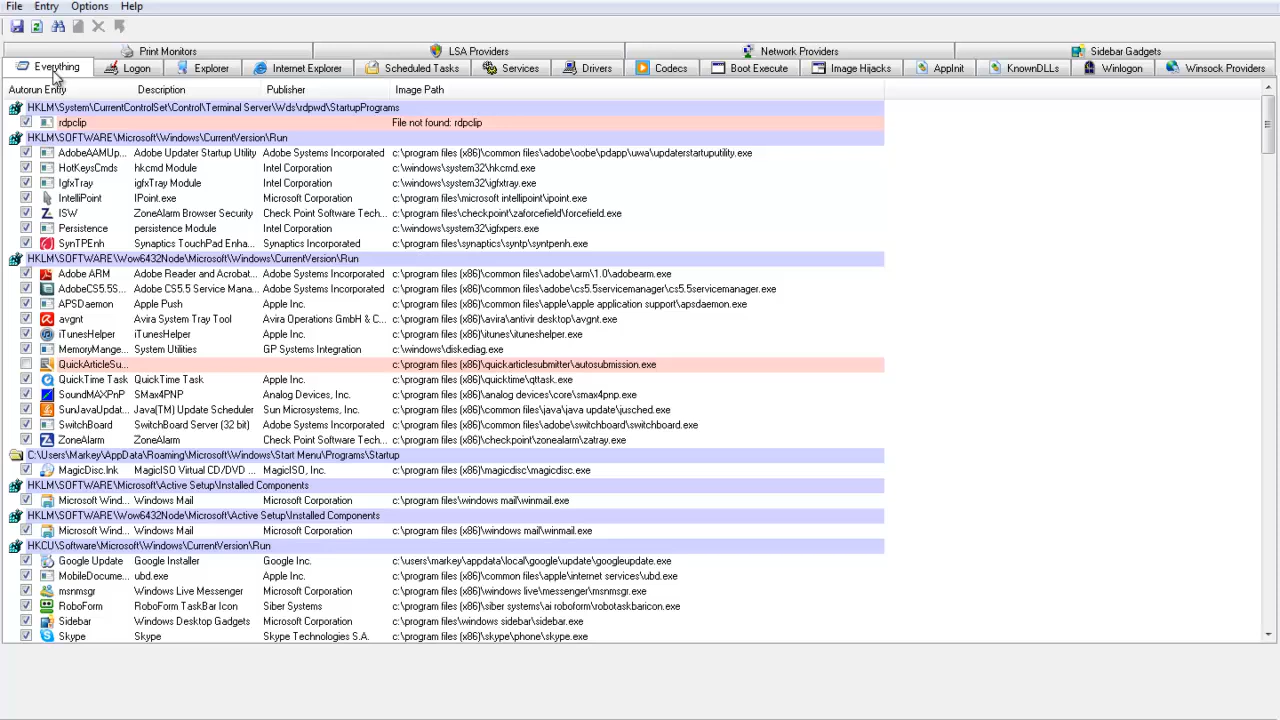 File Entry Options Help
Print Monitors LSA Providers Network Providers Sidebar Gadgets
Everything Logon Explorer Internet Explorer Scheduled Tasks Services Drivers Codecs Boot Execute Image Hijacks AppInit KnownDLLs Winlogon Winsock Providers
Autorun Entry Description Publisher Image Path
HKLM\System\CurrentControlSet\Control\Terminal Server\Wds\rdpwd\StartupPrograms
rdpclip File not found: rdpclip
HKLM\SOFTWARE\Microsoft\Windows\CurrentVersion\Run
AdobeAAMUp... Adobe Updater Startup Utility Adobe Systems Incorporated c:\program files (x86)\common files\adobe\oobe\pdapp\uwa\updaterstartuputility.exe
HotKeysCmds hkcmd Module Intel Corporation c:\windows\system32\hkcmd.exe
IgfxTray igfxTray Module Intel Corporation c:\windows\system32\igfxtray.exe
IntelliPoint IPoint.exe Microsoft Corporation c:\program files\microsoft intellipoint\ipoint.exe
ISW ZoneAlarm Browser Security Check Point Software Tech... c:\program files\checkpoint\zaforcefield\forcefield.exe
Persistence persistence Module Intel Corporation c:\windows\system32\igfxpers.exe
SynTPEnh Synaptics TouchPad Enha... Synaptics Incorporated c:\program files\synaptics\syntp\syntpenh.exe
HKLM\SOFTWARE\Wow6432Node\Microsoft\Windows\CurrentVersion\Run
Adobe ARM Adobe Reader and Acrobat... Adobe Systems Incorporated c:\program files (x86)\common files\adobe\arm\1.0\adobearm.exe
AdobeCS5.5S... Adobe CS5.5 Service Mana... Adobe Systems Incorporated c:\program files (x86)\common files\adobe\cs5.5servicemanager\cs5.5servicemanager.exe
APSDaemon Apple Push Apple Inc. c:\program files (x86)\common files\apple\apple application support\apsdaemon.exe
avgnt Avira System Tray Tool Avira Operations GmbH & C... c:\program files (x86)\avira\antivir desktop\avgnt.exe
iTunesHelper iTunesHelper Apple Inc. c:\program files (x86)\itunes\ituneshelper.exe
MemoryMange... System Utilities GP Systems Integration c:\windows\diskediag.exe
QuickArticleSu... c:\program files (x86)\quickarticlesubmitter\autosubmission.exe
QuickTime Task QuickTime Task Apple Inc. c:\program files (x86)\quicktime\qttask.exe
SoundMAXPnP SMax4PNP Analog Devices, Inc. c:\program files (x86)\analog devices\core\smax4pnp.exe
SunJavaUpdat... Java(TM) Update Scheduler Sun Microsystems, Inc. c:\program files (x86)\common files\java\java update\jusched.exe
SwitchBoard SwitchBoard Server (32 bit) Adobe Systems Incorporated c:\program files (x86)\common files\adobe\switchboard\switchboard.exe
ZoneAlarm ZoneAlarm Check Point Software Tech... c:\program files (x86)\checkpoint\zonealarm\zatray.exe
C:\Users\Markey\AppData\Roaming\Microsoft\Windows\Start Menu\Programs\Startup
MagicDisc.lnk MagicISO Virtual CD/DVD ... MagicISO, Inc. c:\program files (x86)\magicdisc\magicdisc.exe
HKLM\SOFTWARE\Microsoft\Active Setup\Installed Components
Microsoft Wind... Windows Mail Microsoft Corporation c:\program files\windows mail\winmail.exe
HKLM\SOFTWARE\Wow6432Node\Microsoft\Active Setup\Installed Components
Microsoft Wind... Windows Mail Microsoft Corporation c:\program files (x86)\windows mail\winmail.exe
HKCU\Software\Microsoft\Windows\CurrentVersion\Run
Google Update Google Installer Google Inc. c:\users\markey\appdata\local\google\update\googleupdate.exe
MobileDocume... ubd.exe Apple Inc. c:\program files (x86)\common files\apple\internet services\ubd.exe
msnmsgr Windows Live Messenger Microsoft Corporation c:\program files (x86)\windows live\messenger\msnmsgr.exe
RoboForm RoboForm TaskBar Icon Siber Systems c:\program files (x86)\siber systems\ai roboform\robotaskbaricon.exe
Sidebar Windows Desktop Gadgets Microsoft Corporation c:\program files\windows sidebar\sidebar.exe
Skype Skype Skype Technologies S.A. c:\program files (x86)\skype\phone\skype.exe